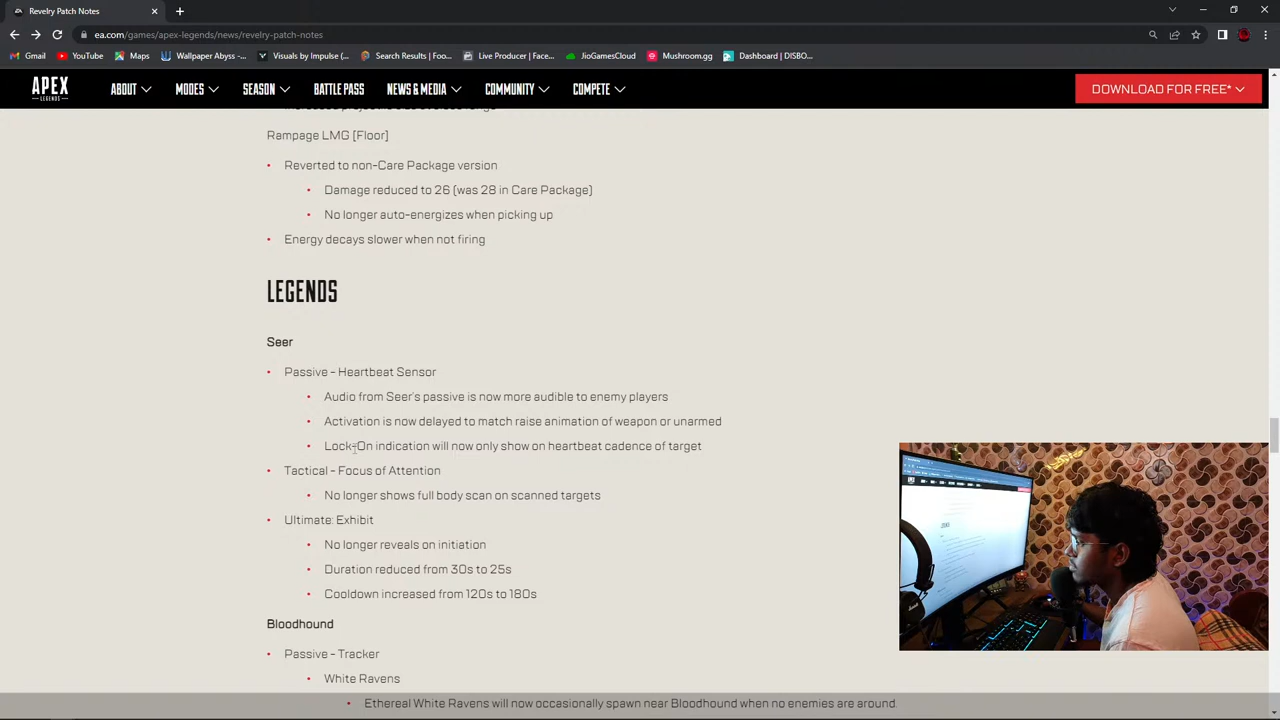 Revelry Patch Notes
ea.com/games/apex-legends/news/revelry-patch-notes
Gmail
YouTube
Maps
Wallpaper Abyss -...
Visuals by Impulse (...
Search Results | Foo...
Live Producer | Face...
JioGamesCloud
Mushroom.gg
Dashboard | DISBO...
APEX
LEGENDS
ABOUT
MODES
SEASON
BATTLE PASS
NEWS & MEDIA
COMMUNITY
COMPETE
DOWNLOAD FOR FREE*
Rampage LMG [Floor]
Reverted to non-Care Package version
Damage reduced to 26 (was 28 in Care Package)
No longer auto-energizes when picking up
Energy decays slower when not firing
LEGENDS
Seer
Passive - Heartbeat Sensor
Audio from Seer's passive is now more audible to enemy players
Activation is now delayed to match raise animation of weapon or unarmed
Lock-On indication will now only show on heartbeat cadence of target
Tactical - Focus of Attention
No longer shows full body scan on scanned targets
Ultimate: Exhibit
No longer reveals on initiation
Duration reduced from 30s to 25s
Cooldown increased from 120s to 180s
Bloodhound
Passive - Tracker
White Ravens
Ethereal White Ravens will now occasionally spawn near Bloodhound when no enemies are around.